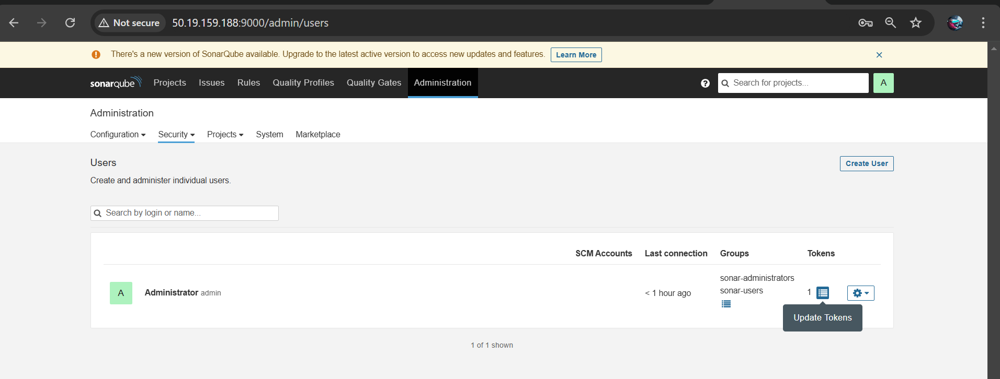 Not secure 50.19.159.188:9000/admin/users
There's a new version of SonarQube available. Upgrade to the latest active version to access new updates and features. Learn More
sonarqube Projects Issues Rules Quality Profiles Quality Gates Administration Search for projects... A
Administration
Configuration Security Projects System Marketplace
Users Create User
Create and administer individual users.
Search by login or name...
SCM Accounts Last connection Groups Tokens
A Administrator admin < 1 hour ago sonar-administrators 1
sonar-users
Update Tokens
1 of 1 shown